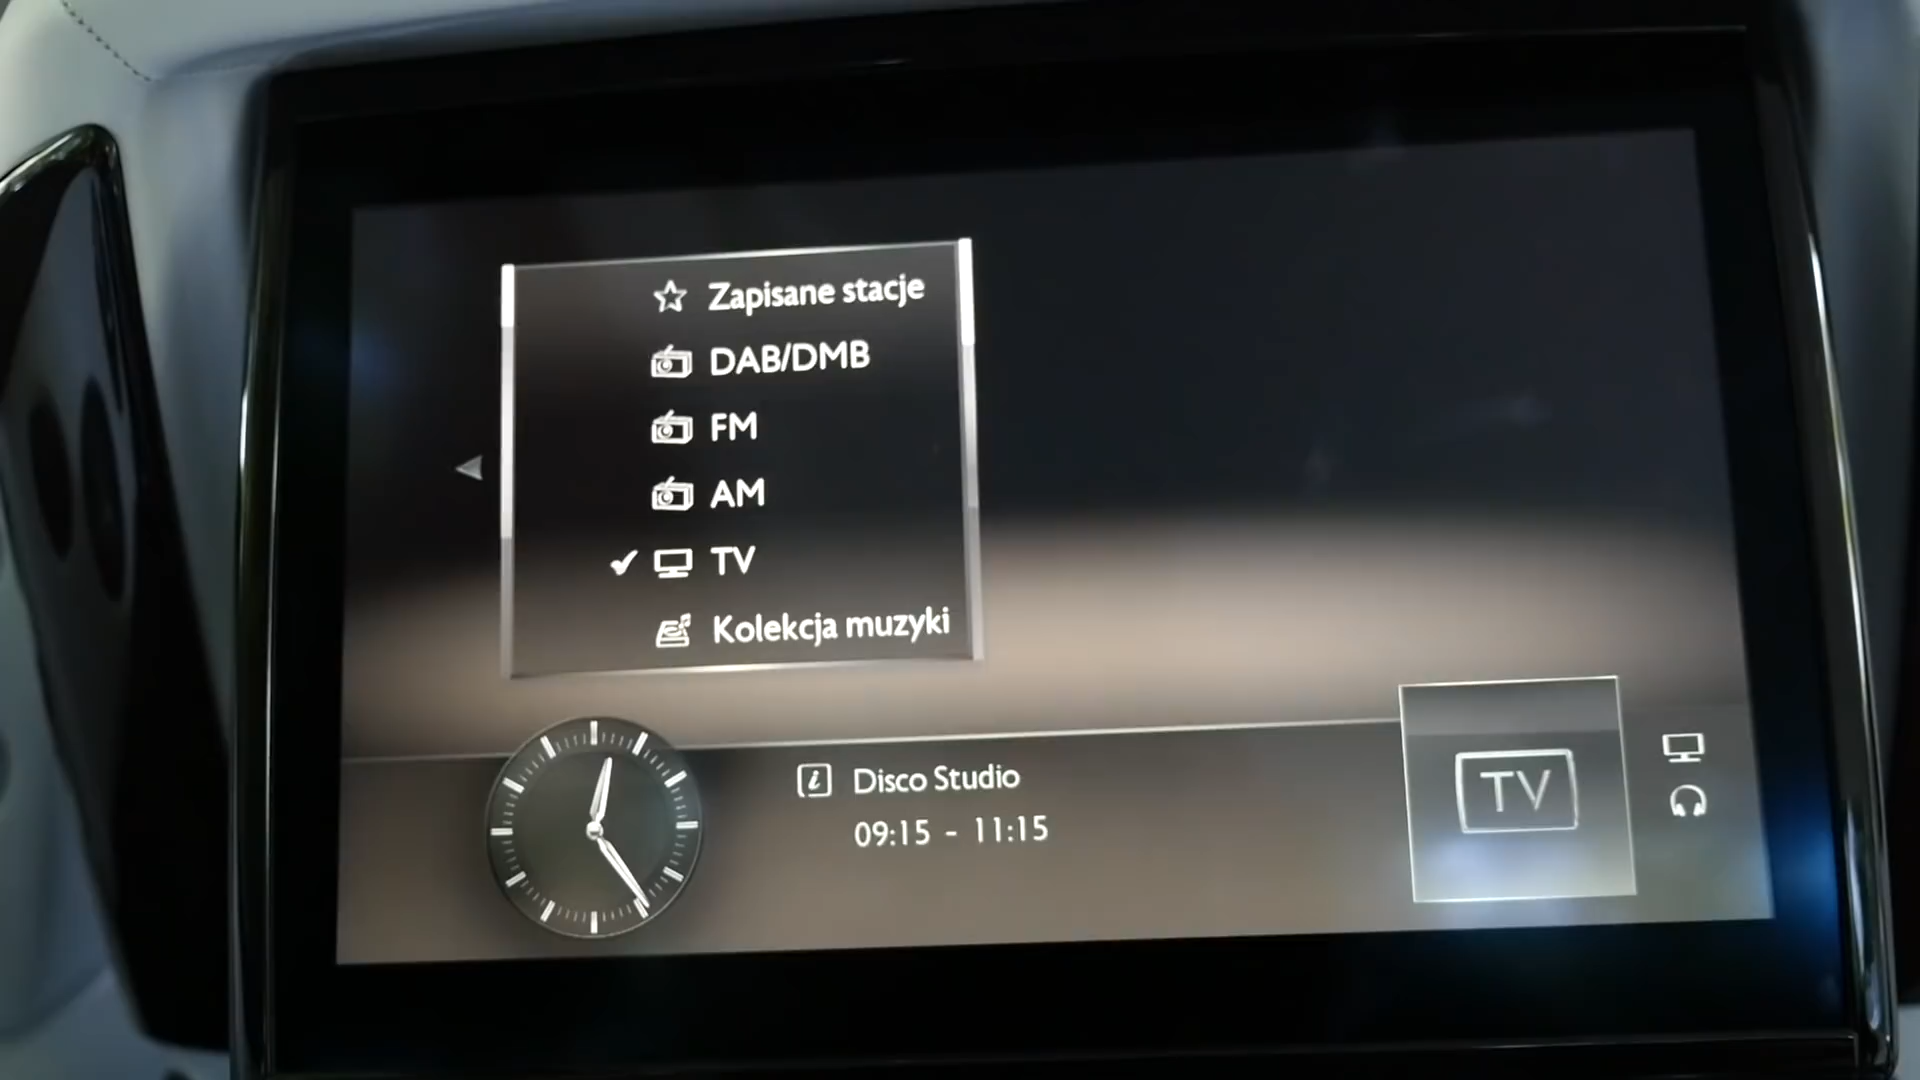 Zapisane stacje
DAB/DMB
FM
AM
TV
Kolekcja muzyki
Disco Studio
09:15 - 11:15
TV